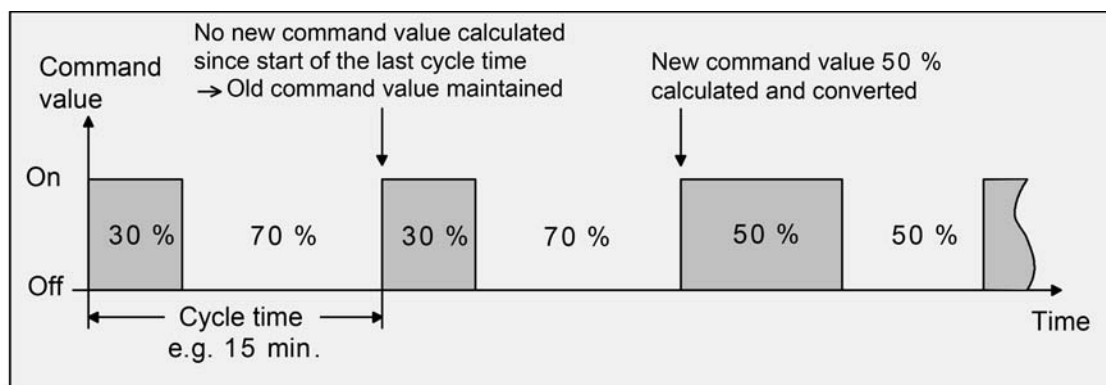 No new command value calculated
since start of the last cycle time
→ Old command value maintained
Command
value
New command value 50 %
calculated and converted
On
30 %
70 %
30 %
70 %
50 %
50 %
Off
Cycle time
e.g. 15 min.
Time